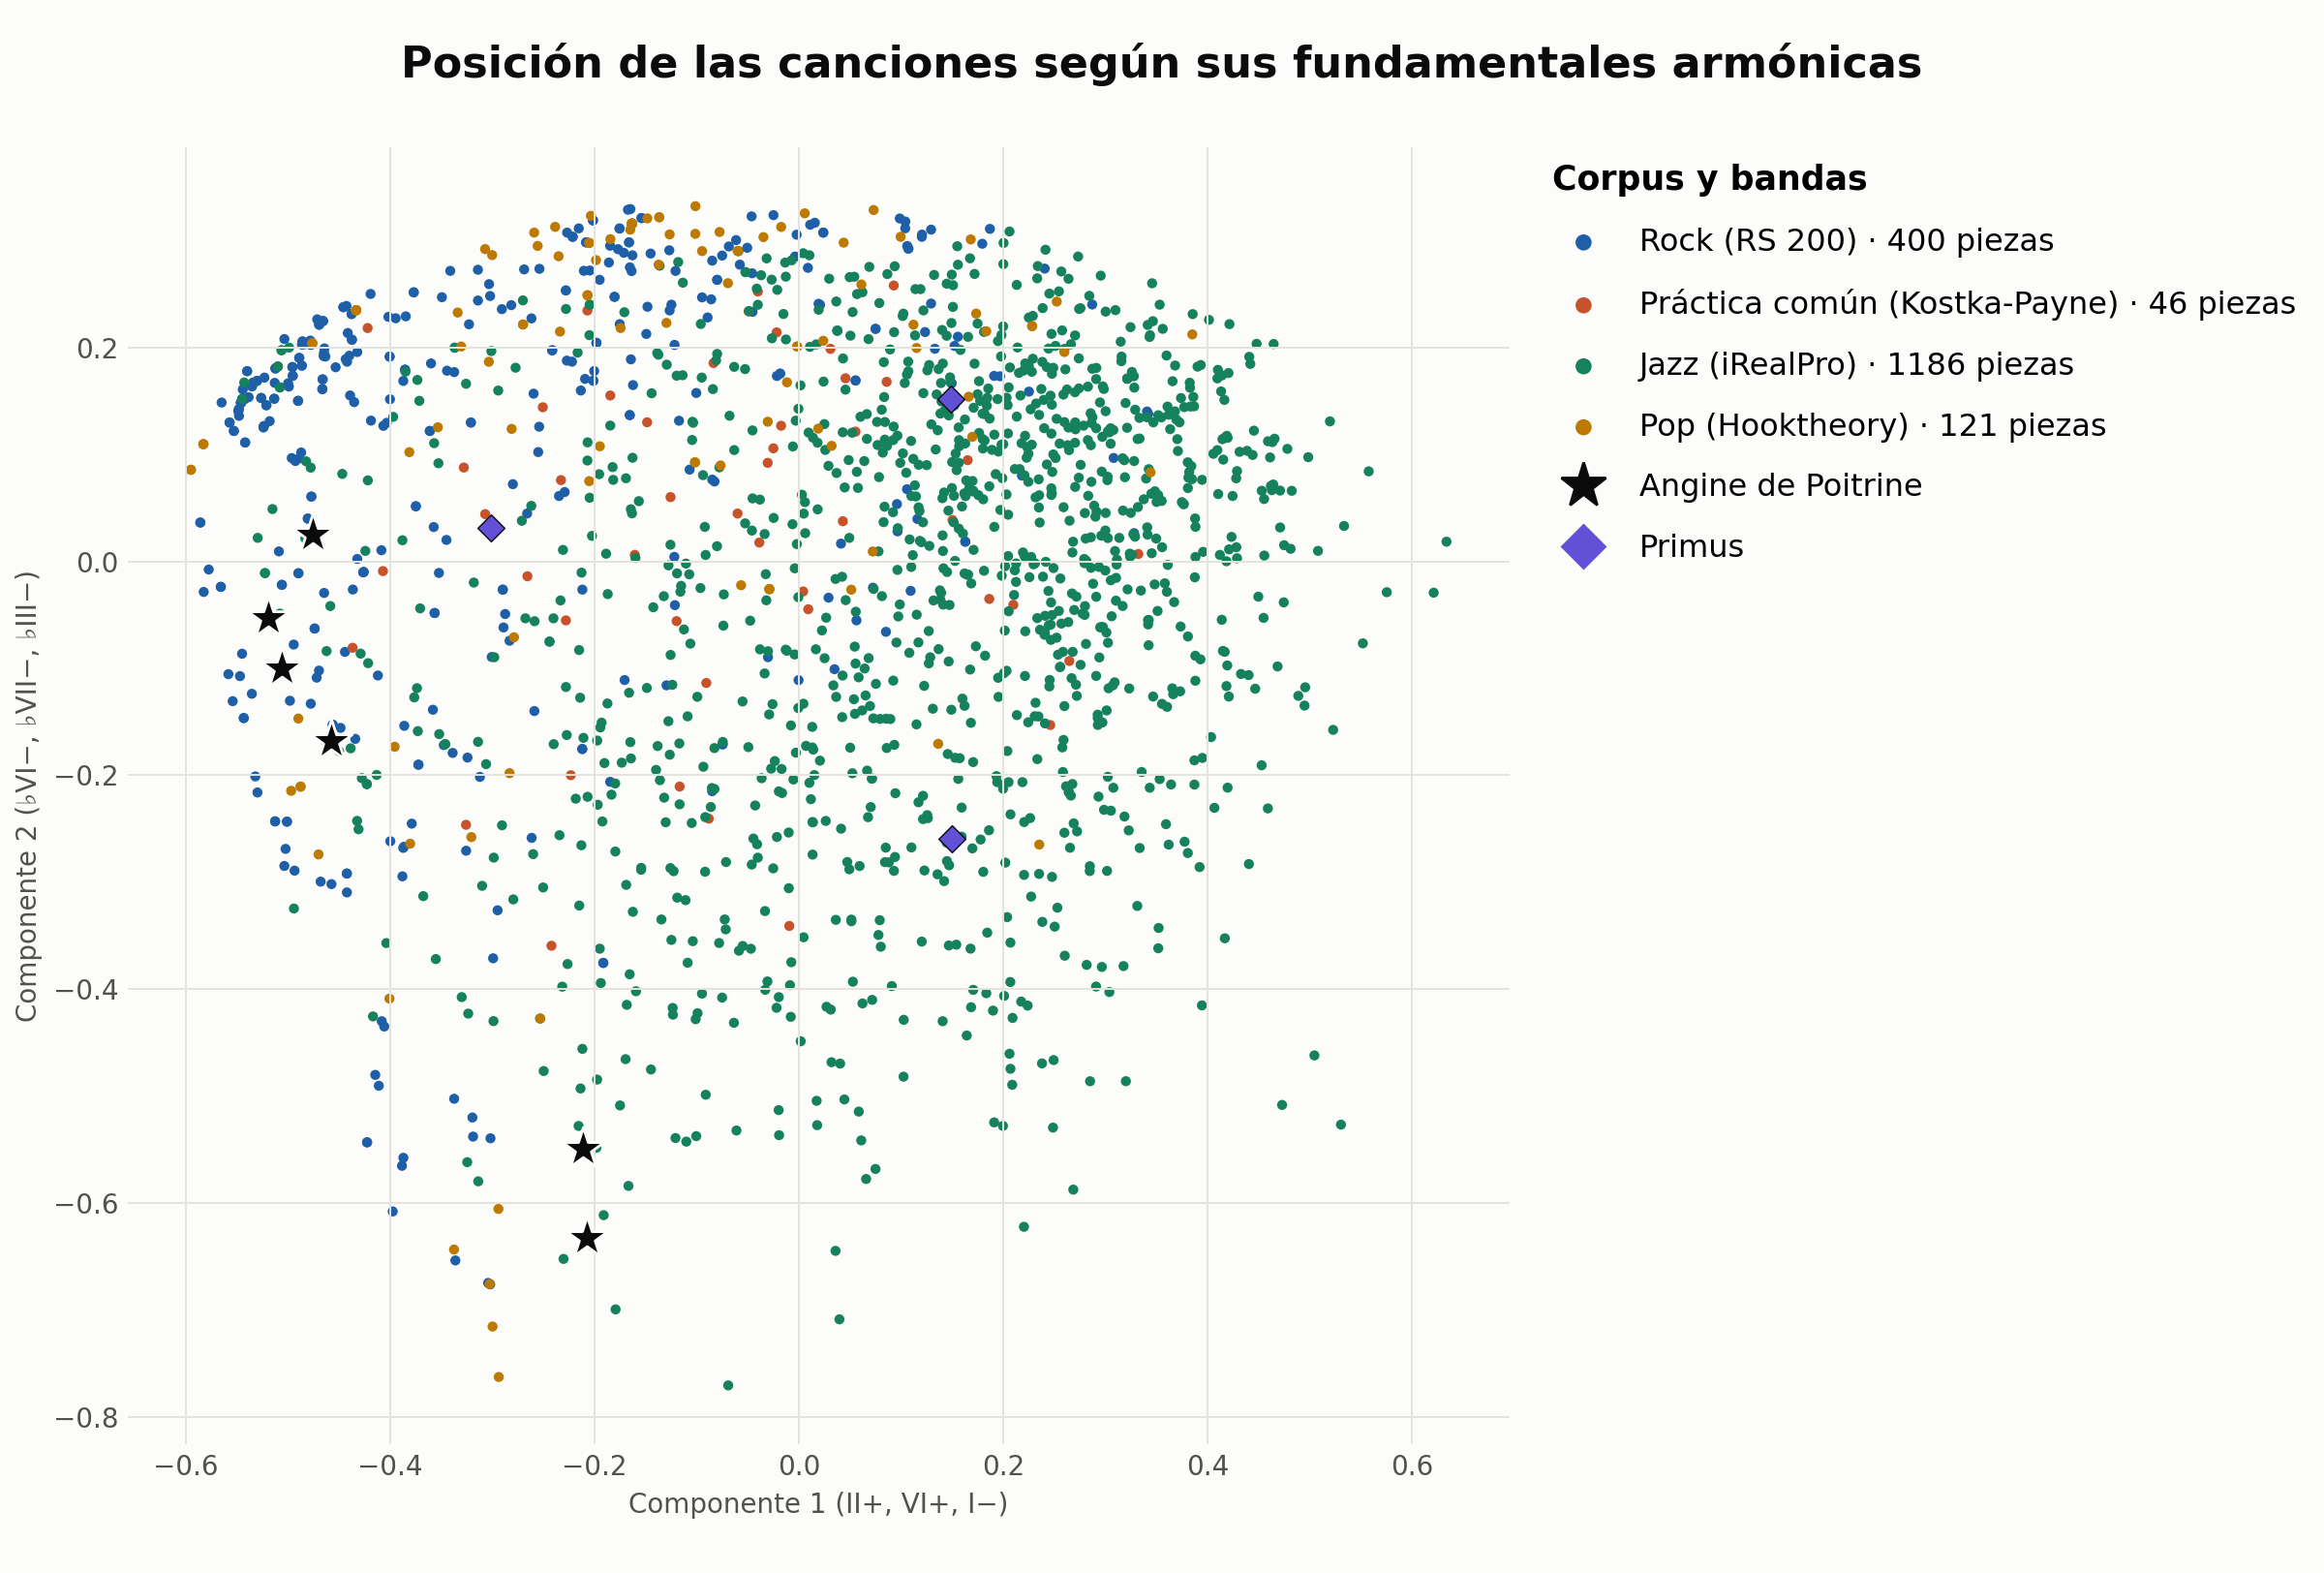 Posición de las canciones según sus fundamentales armónicas
Corpus y bandas
Rock (RS 200) · 400 piezas
Práctica común (Kostka-Payne) · 46 piezas
Jazz (iRealPro) · 1186 piezas
Pop (Hooktheory) · 121 piezas
Angine de Poitrine
Primus
Componente 2 (♭VI−, ♭VII−, ♭III−)
0.2
0.0
−0.2
−0.4
−0.6
−0.8
−0.6 −0.4 −0.2 0.0 0.2 0.4 0.6
Componente 1 (II+, VI+, I−)